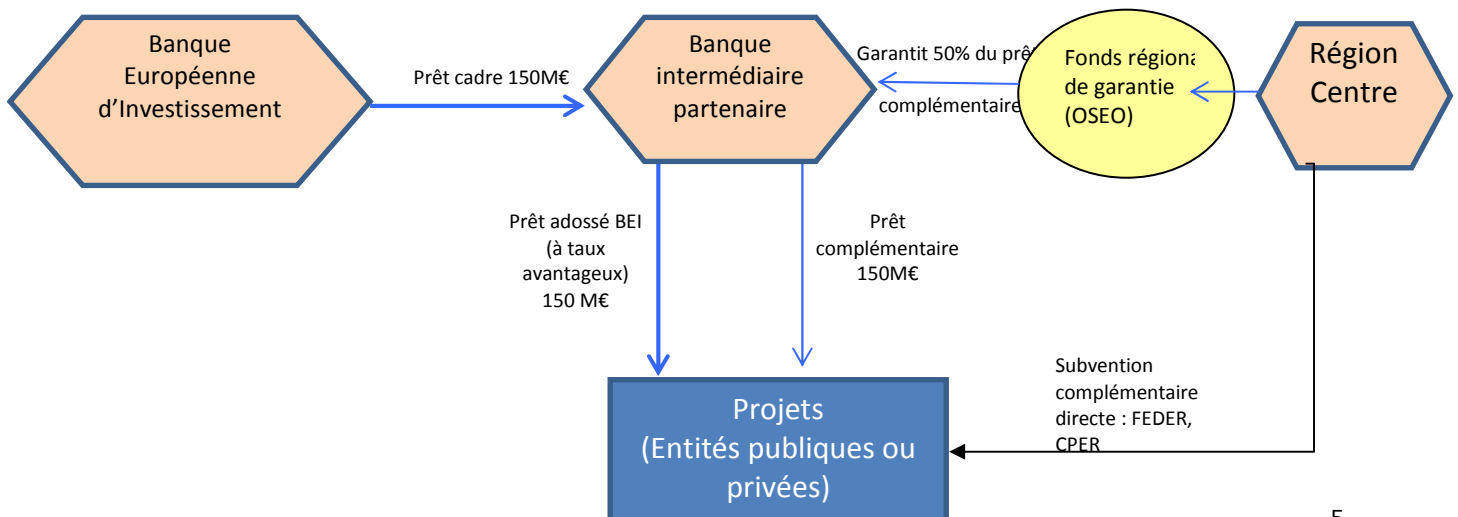 Banque
Européenne
d'Investissement
Prêt cadre 150M€
Banque
intermédiaire
partenaire
Garantit 50% du prê
complémentaire
Fonds régiona
de garantie
(OSEO)
Région
Centre
Prêt adossé BEI
(à taux
avantageux)
150 M€
Prêt
complémentaire
150M€
Subvention
complémentaire
directe : FEDER,
CPER
Projets
(Entités publiques ou
privées)